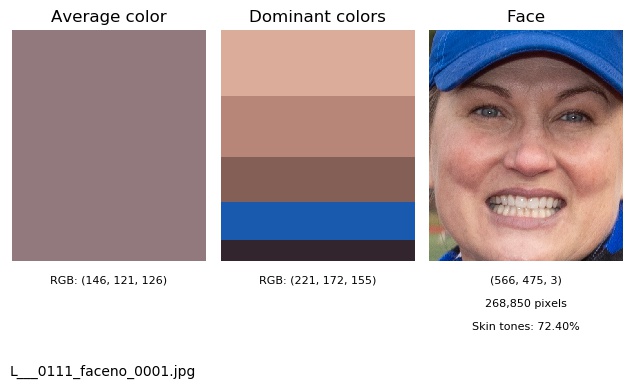 Average color
Dominant colors
Face
RGB: (146, 121, 126)
RGB: (221, 172, 155)
(566, 475, 3)
268,850 pixels
Skin tones: 72.40%
L___0111_faceno_0001.jpg